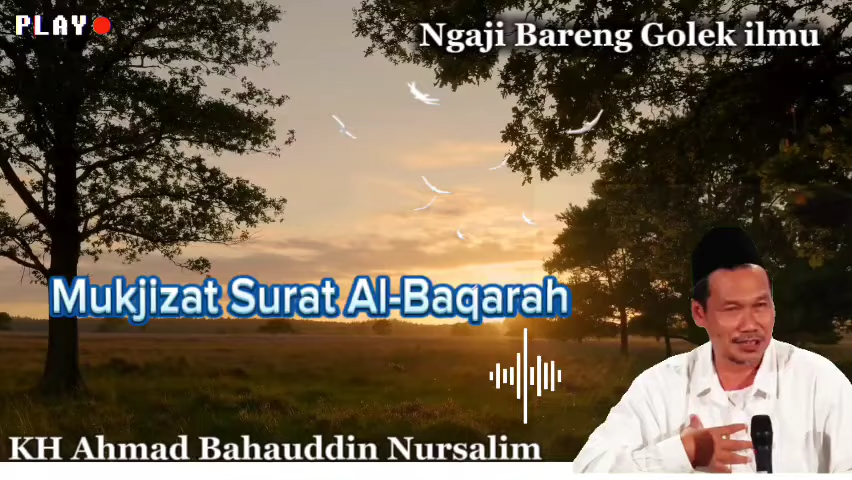 PLAY
Ngaji Bareng Golek ilmu
Mukjizat Surat Al-Baqarah
KH Ahmad Bahauddin Nursalim